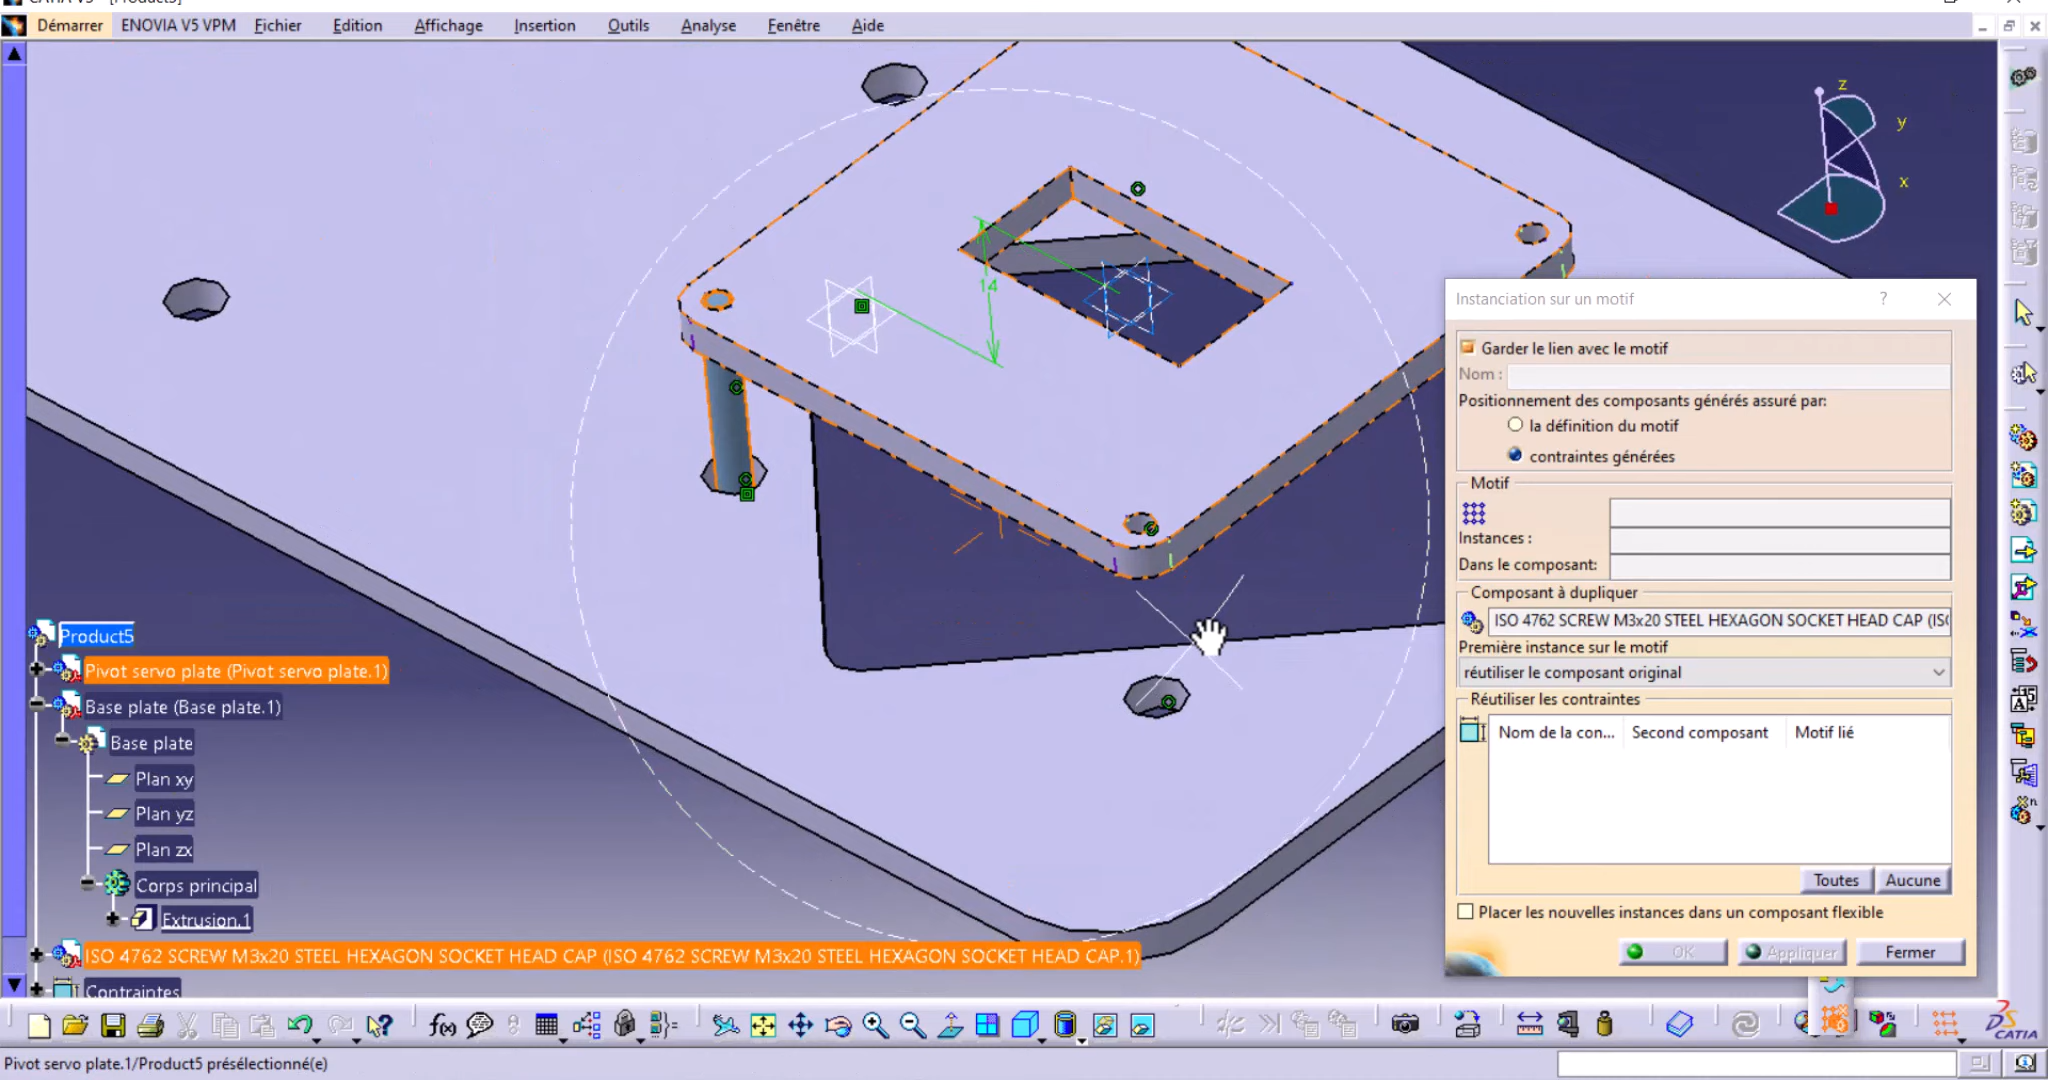 CATIA V5 - [Product5]
Démarrer ENOVIA V5 VPM Fichier Edition Affichage Insertion Outils Analyse Fenêtre Aide
z
y
x
14
Instanciation sur un motif ?
Garder le lien avec le motif
Nom :
Positionnement des composants générés assuré par:
la définition du motif
contraintes générées
Motif
Instances :
Dans le composant:
Composant à dupliquer
ISO 4762 SCREW M3x20 STEEL HEXAGON SOCKET HEAD CAP (IS
Première instance sur le motif
réutiliser le composant original
Réutiliser les contraintes
Nom de la con... Second composant Motif lié
Toutes Aucune
Placer les nouvelles instances dans un composant flexible
OK Appliquer Fermer
Product5
Pivot servo plate (Pivot servo plate.1)
Base plate (Base plate.1)
Base plate
Plan xy
Plan yz
Plan zx
Corps principal
Extrusion.1
ISO 4762 SCREW M3x20 STEEL HEXAGON SOCKET HEAD CAP (ISO 4762 SCREW M3x20 STEEL HEXAGON SOCKET HEAD CAP.1)
Contraintes
f(x)
CATIA
Pivot servo plate.1/Product5 présélectionné(e)